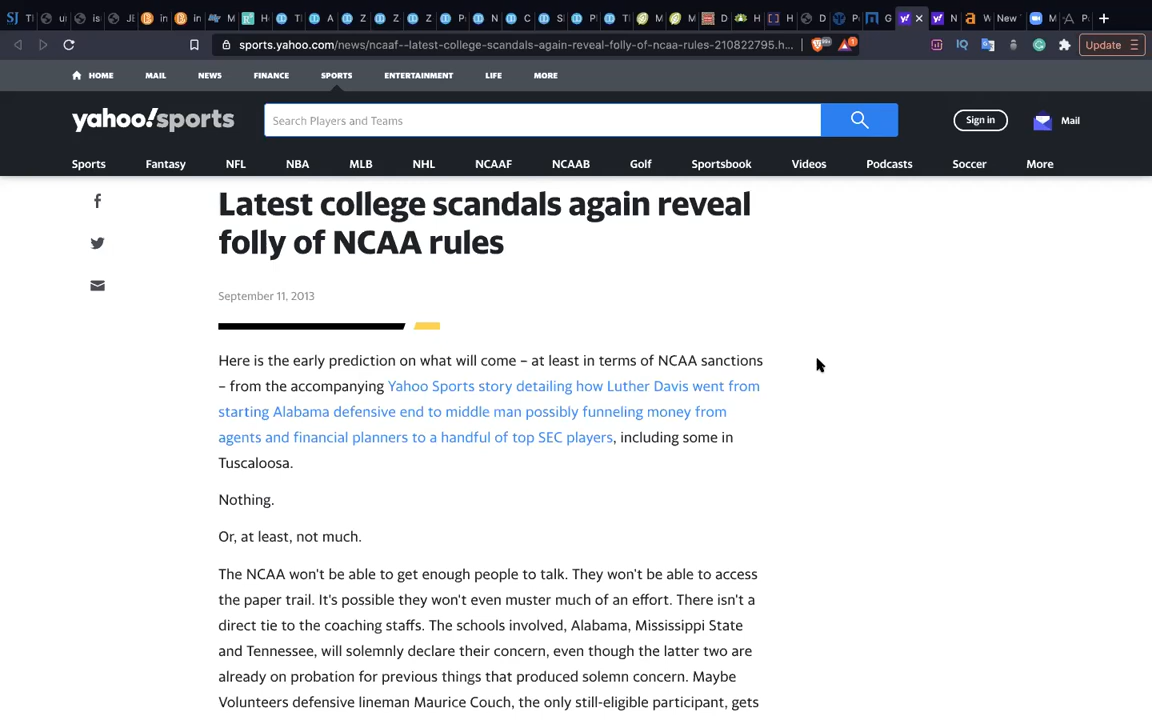 sports.yahoo.com/news/ncaaf--latest-college-scandals-again-reveal-folly-of-ncaa-rules-210822795.h...
Update
HOME MAIL NEWS FINANCE SPORTS ENTERTAINMENT LIFE MORE
yahoo!sports
Search Players and Teams
Sign in
Mail
Sports Fantasy NFL NBA MLB NHL NCAAF NCAAB Golf Sportsbook Videos Podcasts Soccer More
Latest college scandals again reveal
folly of NCAA rules
September 11, 2013
Here is the early prediction on what will come – at least in terms of NCAA sanctions
– from the accompanying Yahoo Sports story detailing how Luther Davis went from
starting Alabama defensive end to middle man possibly funneling money from
agents and financial planners to a handful of top SEC players, including some in
Tuscaloosa.
Nothing.
Or, at least, not much.
The NCAA won't be able to get enough people to talk. They won't be able to access
the paper trail. It's possible they won't even muster much of an effort. There isn't a
direct tie to the coaching staffs. The schools involved, Alabama, Mississippi State
and Tennessee, will solemnly declare their concern, even though the latter two are
already on probation for previous things that produced solemn concern. Maybe
Volunteers defensive lineman Maurice Couch, the only still-eligible participant, gets